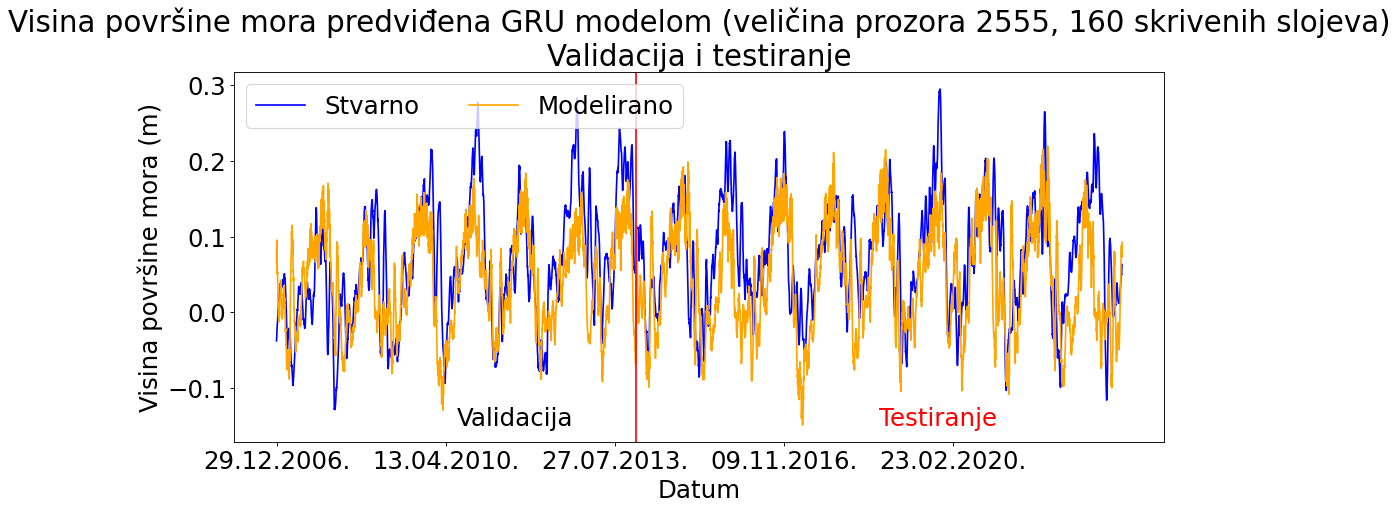 Visina površine mora predviđena GRU modelom (veličina prozora 2555, 160 skrivenih slojeva)
Validacija i testiranje
Stvarno
Modelirano
Visina površine mora (m)
0.3
0.2
0.1
0.0
−0.1
Validacija
Testiranje
29.12.2006.
13.04.2010.
27.07.2013.
09.11.2016.
23.02.2020.
Datum